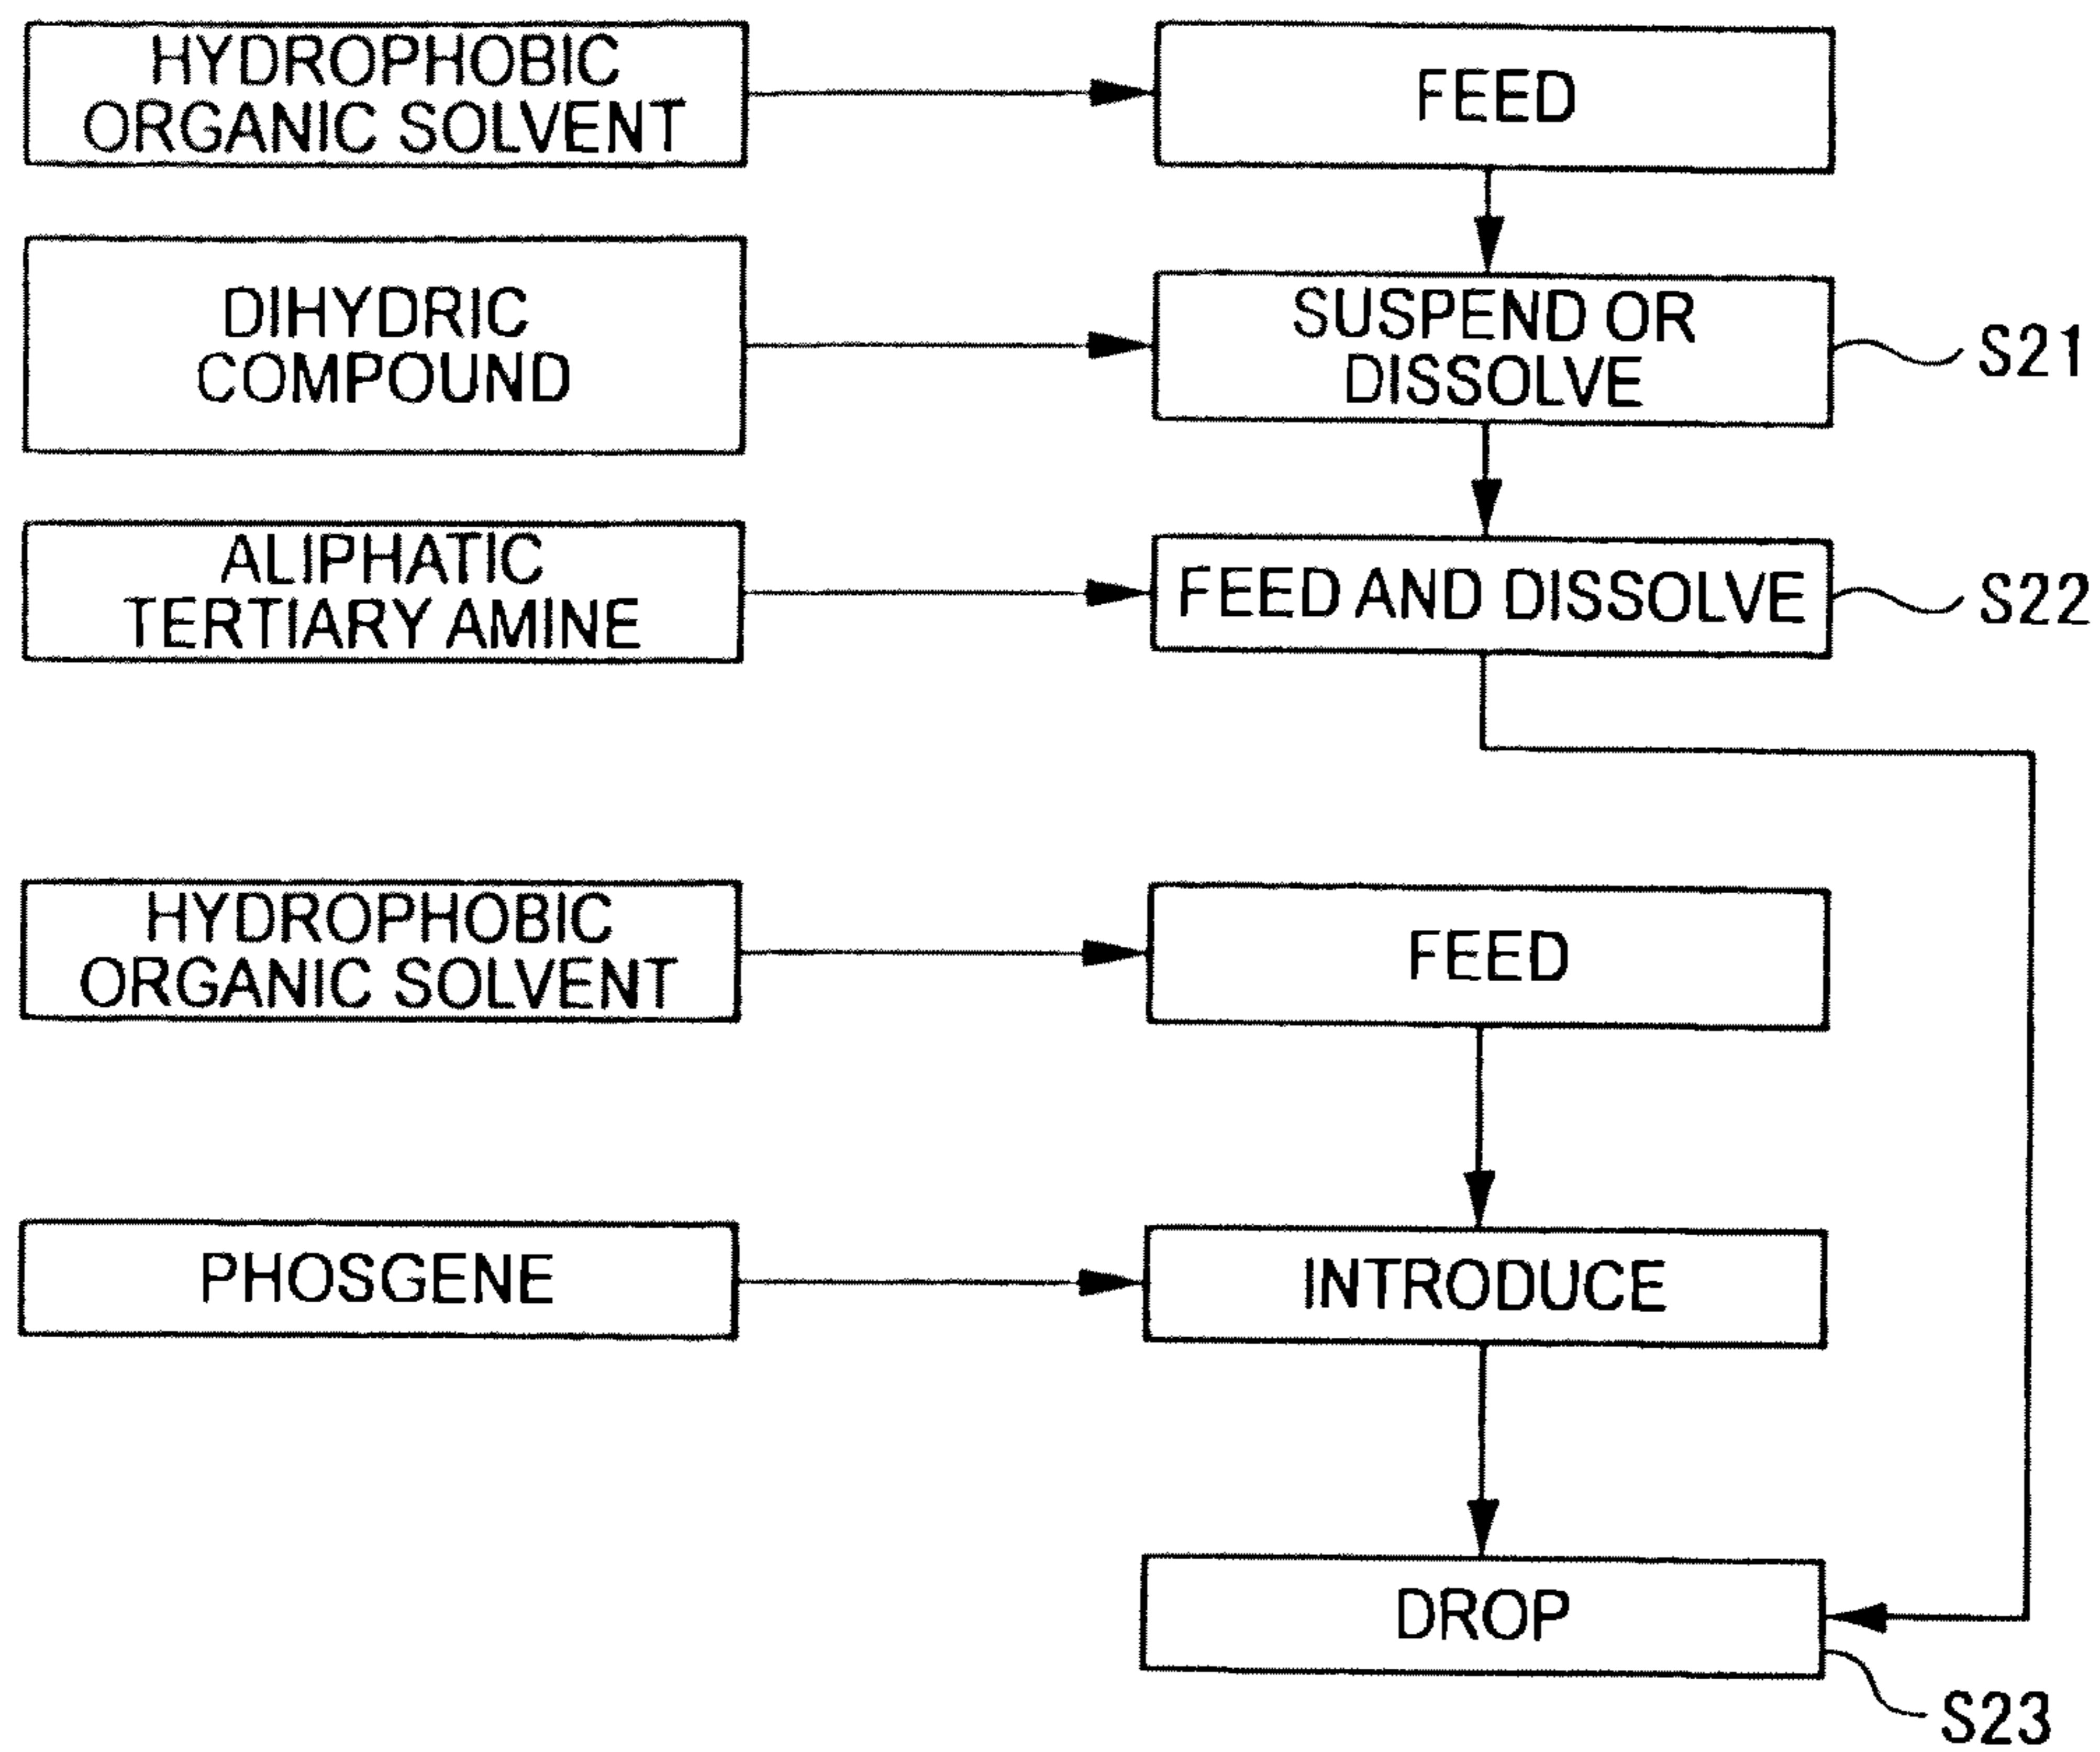 HYDROPHOBIC
ORGANIC SOLVENT
FEED
DIHYDRIC
COMPOUND
SUSPEND OR
DISSOLVE
S21
ALIPHATIC
TERTIARY AMINE
FEED AND DISSOLVE
S22
HYDROPHOBIC
ORGANIC SOLVENT
FEED
PHOSGENE
INTRODUCE
DROP
S23